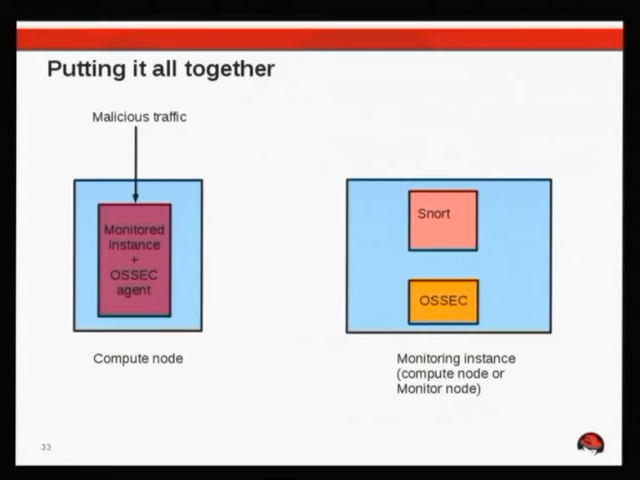 Putting it all together
Malicious traffic
Monitored
Instance
+
OSSEC
agent
Snort
OSSEC
Compute node
Monitoring instance
(compute node or
Monitor node)
33